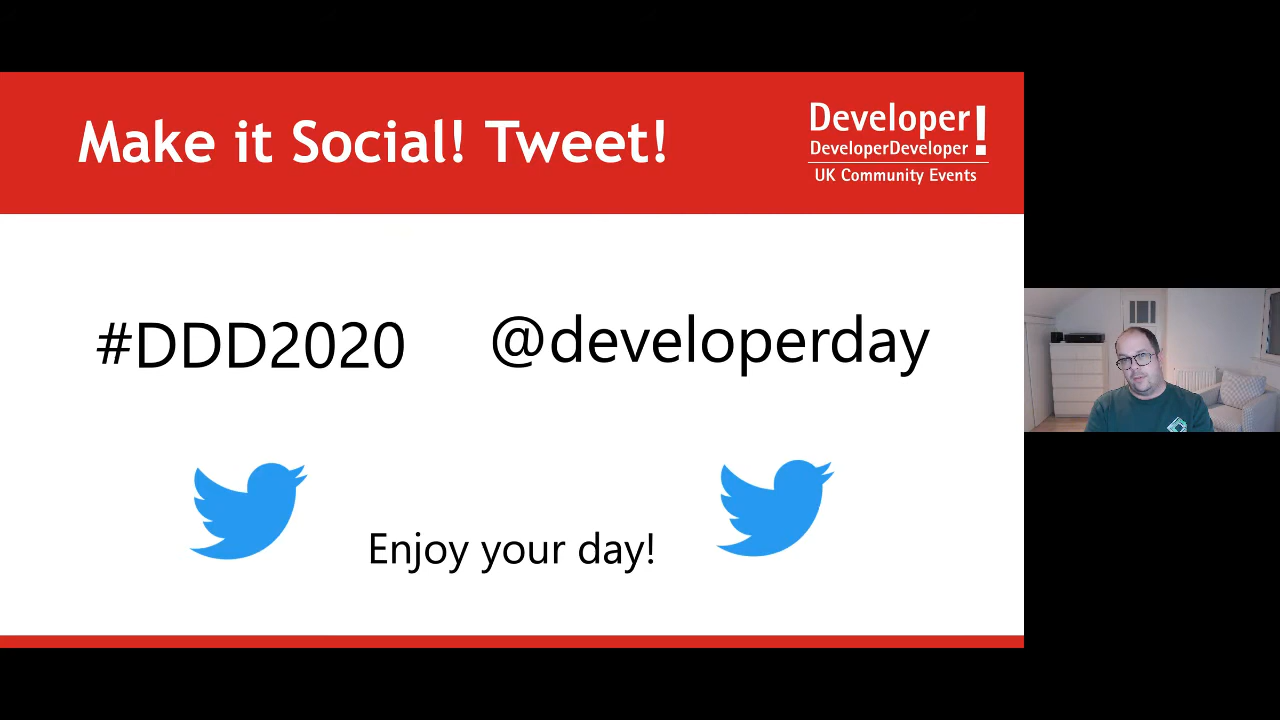 Make it Social! Tweet!
Developer!
DeveloperDeveloper
UK Community Events
#DDD2020
@developerday
Enjoy your day!